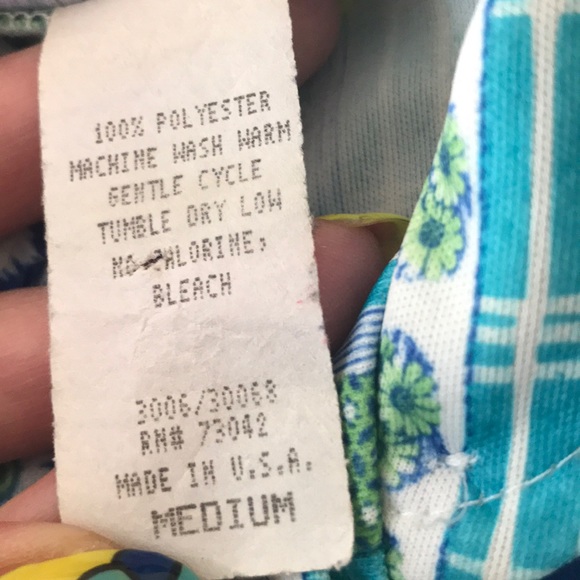 100% POLYESTER
MACHINE WASH WARM
GENTLE CYCLE
TUMBLE DRY LOW
NO CHLORINE
BLEACH
3006/30068
RN# 73042
MADE IN U.S.A.
MEDIUM